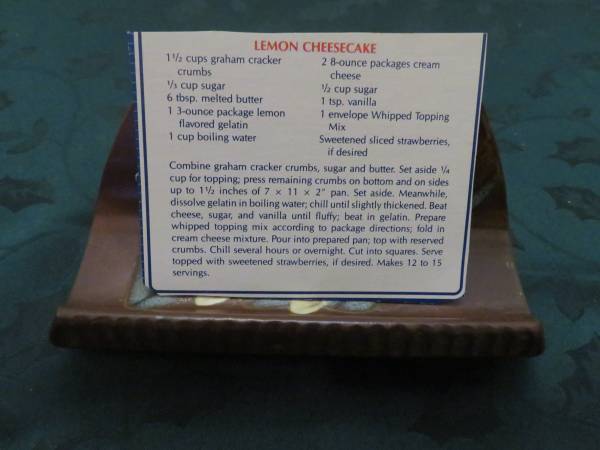 LEMON CHEESECAKE
1 1/2 cups graham cracker
crumbs
1/3 cup sugar
6 tbsp. melted butter
1 3-ounce package lemon
flavored gelatin
1 cup boiling water
2 8-ounce packages cream
cheese
1/2 cup sugar
1 tsp. vanilla
1 envelope Whipped Topping
Mix
Sweetened sliced strawberries,
if desired
Combine graham cracker crumbs, sugar and butter. Set aside 1/4
cup for topping; press remaining crumbs on bottom and on sides
up to 1 1/2 inches of 7 × 11 × 2" pan. Set aside. Meanwhile,
dissolve gelatin in boiling water; chill until slightly thickened. Beat
cheese, sugar, and vanilla until fluffy; beat in gelatin. Prepare
whipped topping mix according to package directions; fold in
cream cheese mixture. Pour into prepared pan; top with reserved
crumbs. Chill several hours or overnight. Cut into squares. Serve
topped with sweetened strawberries, if desired. Makes 12 to 15
servings.